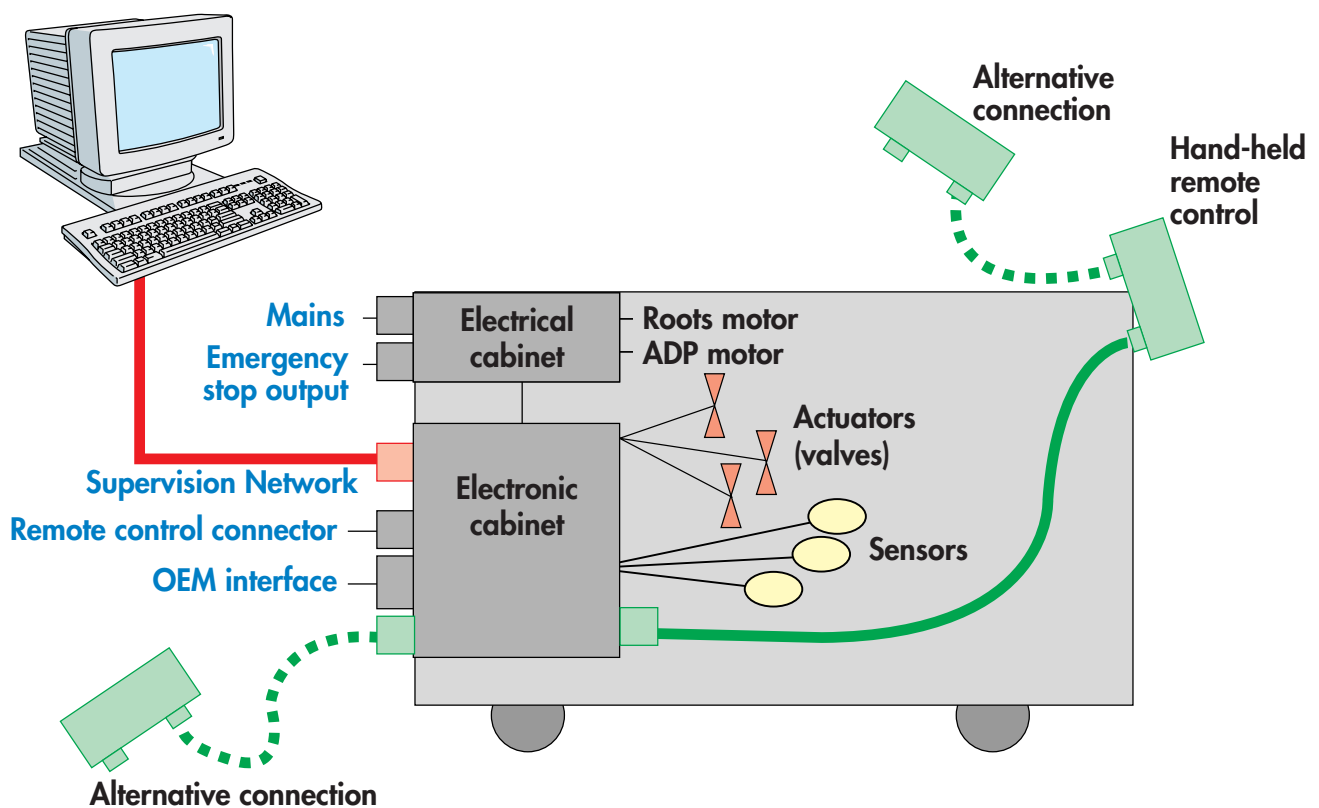 Alternative
connection
Hand-held
remote
control
Mains
Emergency
stop output
Electrical
cabinet
Roots motor
ADP motor
Actuators
(valves)
Supervision Network
Electronic
cabinet
Remote control connector
Sensors
OEM interface
Alternative connection